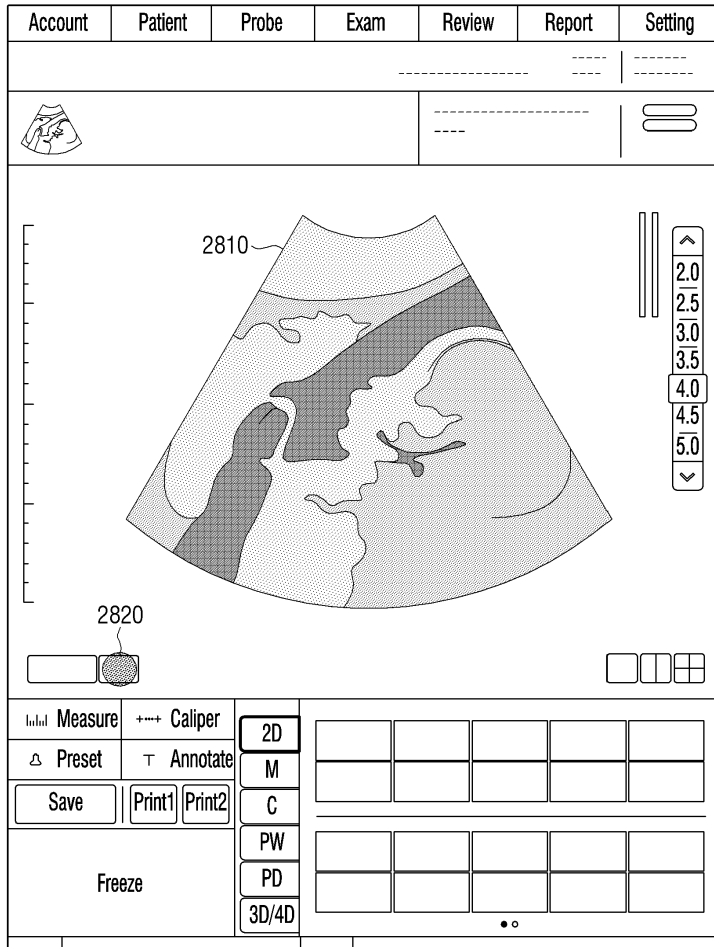 Account Patient Probe Exam Review Report Setting
2810
2.0
2.5
3.0
3.5
4.0
4.5
5.0
2820
Measure Caliper
Preset Annotate
Save Print1 Print2
Freeze
2D
M
C
PW
PD
3D/4D